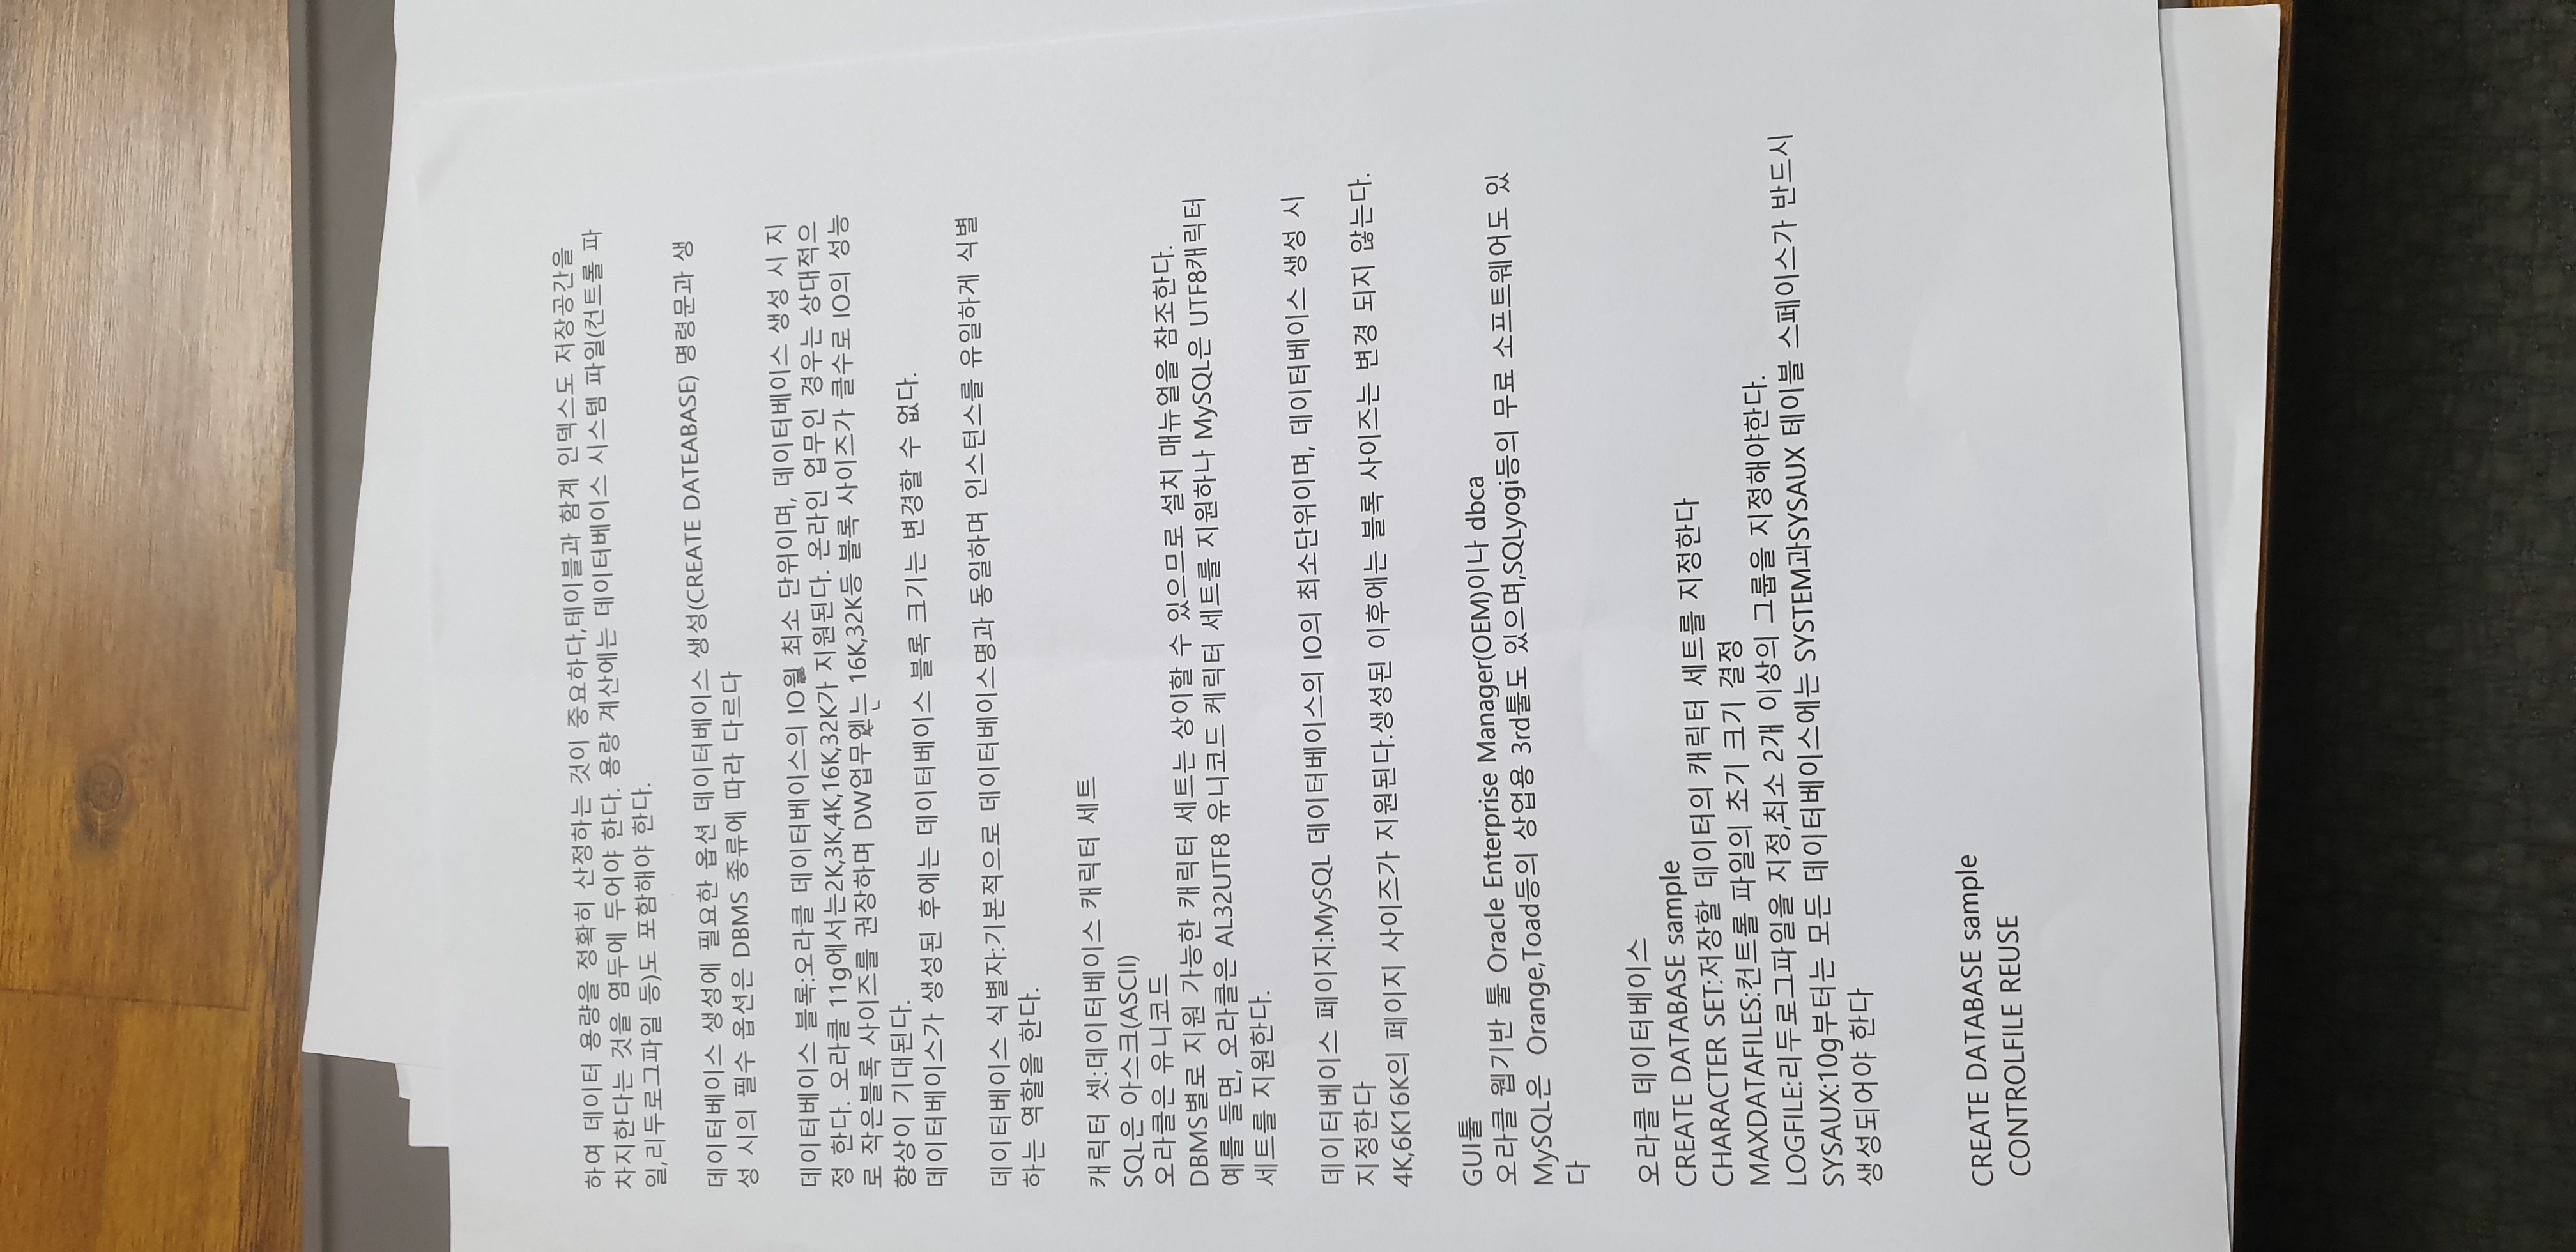 하여 데이터 용량을 정확히 산정하는 것이 중요하다,테이블과 함계 인덱스도 저장공간을
차지한다는 것을 염두에 두어야 한다. 용량 계산에는 데이터베이스 시스템 파일(컨트롤 파
일,리두로그파일 등)도 포함해야 한다.
데이터베이스 생성에 필요한 옵션 데이터베이스 생성(CREATE DATEABASE) 명령문과 생
성 시의 필수 옵션은 DBMS 종류에 따라 다르다
데이터베이스 블록:오라클 데이터베이스의 IO읠 최소 단위이며, 데이터베이스 생성 시 지
정 한다. 오라클 11g에서는2K,3K,4K,16K,32K가 지원된다. 온라인 업무인 경우는 상대적으
로 작은블록 사이즈를 권장하며 DW업무엔느 16K,32K등 블록 사이즈가 클수로 IO의 성능
향상이 기대된다.
데이터베이스가 생성된 후에는 데이터베이스 블록 크기는 변경할 수 없다.
데이터베이스 식별자:기본적으로 데이터베이스명과 동일하며 인스턴스를 유일하게 식별
하는 역할을 한다.
캐릭터 셋:데이터베이스 캐릭터 세트
SQL은 아스크(ASCII)
오라클은 유니코드
DBMS별로 지원 가능한 캐릭터 세트는 상이할 수 있으므로 설치 매뉴얼을 참조한다.
예를 들면, 오라클은 AL32UTF8 유니코드 케릭터 세트를 지원하나 MySQL은 UTF8캐릭터
세트를 지원한다.
데이터베이스 페이지:MySQL 데이터베이스의 IO의 최소단위이며, 데이터베이스 생성 시
지정한다
4K,6K16K의 페이지 사이즈가 지원된다.생성된 이후에는 블록 사이즈는 변경 되지 않는다.
GUI툴
오라클 웹기반 툴 Oracle Enterprise Manager(OEM)이나 dbca
MySQL은 Orange,Toad등의 상업용 3rd툴도 있으며,SQLyogi등의 무료 소프트웨어도 있
다
오라클 데이터베이스
CREATE DATABASE sample
CHARACTER SET:저장할 데이터의 캐릭터 세트를 지정한다
MAXDATAFILES:컨트롤 파일의 초기 크기 결정
LOGFILE:리두로그파일을 지정,최소 2개 이상의 그룹을 지정해야한다.
SYSAUX:10g부터는 모든 데이터베이스에는 SYSTEM과SYSAUX 테이블 스페이스가 반드시
생성되어야 한다
CREATE DATABASE sample
CONTROLFILE REUSE